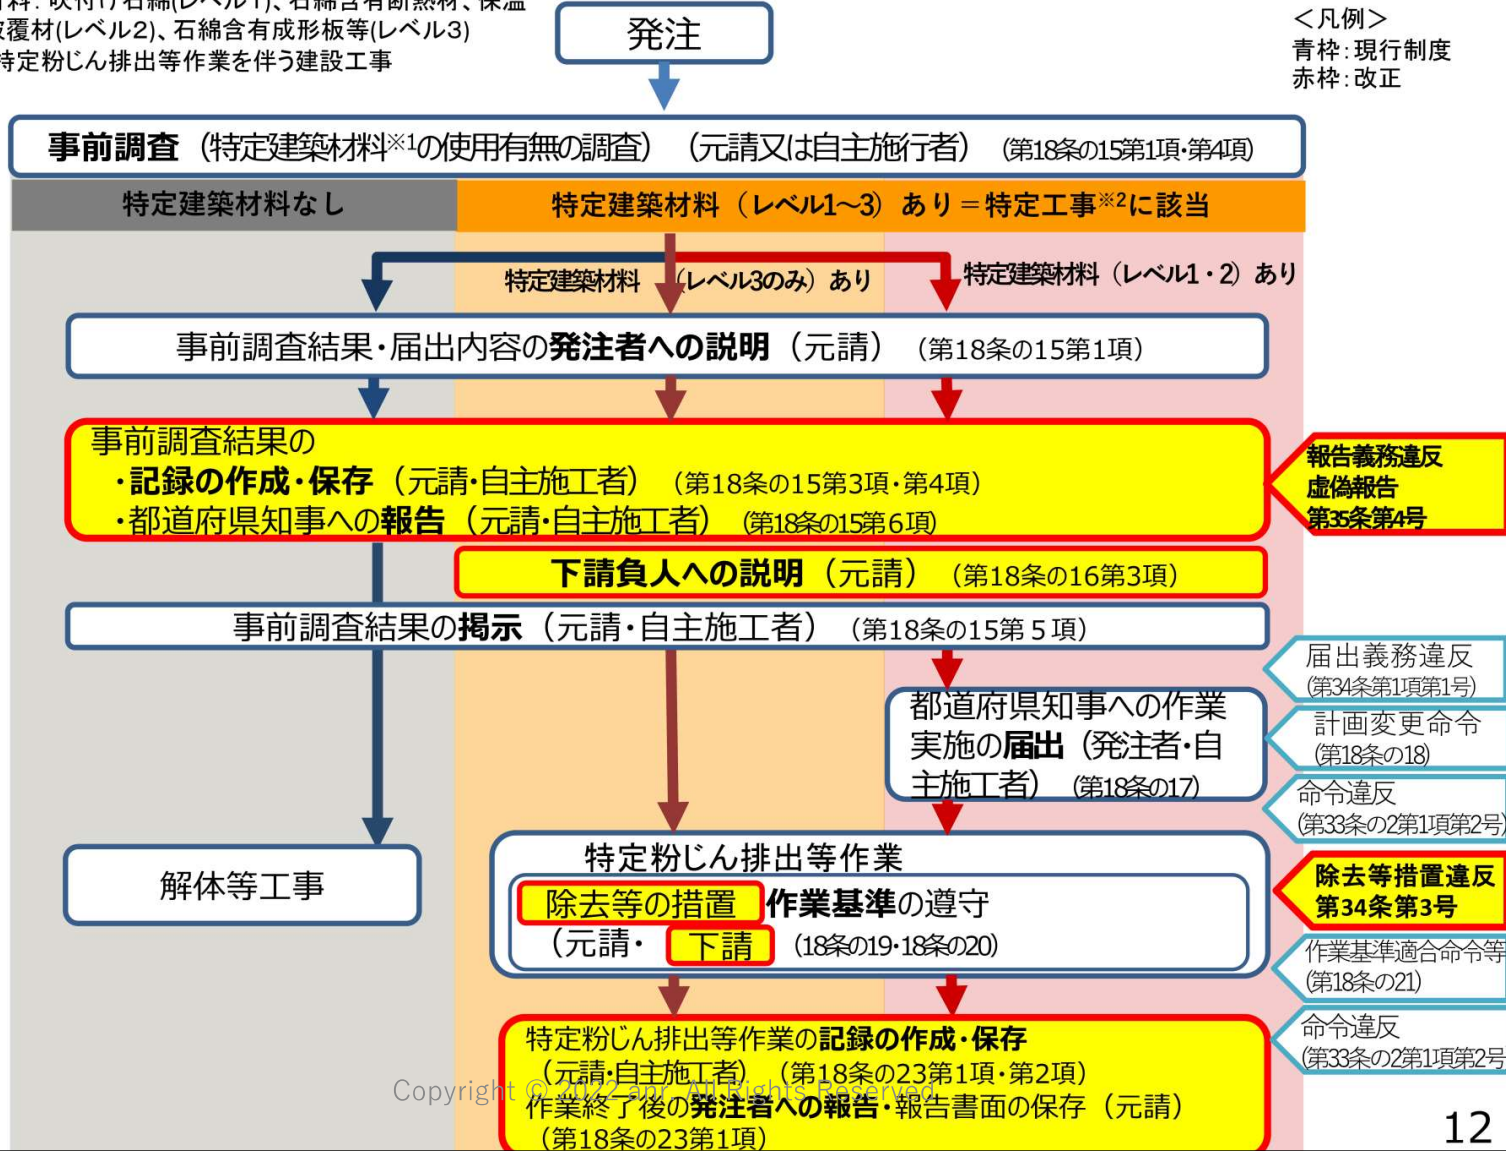 石綿(レベル1)、石綿含有断熱材、保温
被覆材(レベル2)、石綿含有成形板等(レベル3)
特定粉じん排出等作業を伴う建設工事
発注
＜凡例＞
青枠：現行制度
赤枠：改正
事前調査（特定建築材料※1の使用有無の調査）（元請又は自主施行者）（第18条の15第1項・第4項）
特定建築材料なし
特定建築材料（レベル1～3）あり＝特定工事※2に該当
特定建築材料（レベル3のみ）あり
特定建築材料（レベル1・2）あり
事前調査結果・届出内容の発注者への説明（元請）（第18条の15第1項）
事前調査結果の
・記録の作成・保存（元請・自主施工者）（第18条の15第3項・第4項）
・都道府県知事への報告（元請・自主施工者）（第18条の15第６項）
報告義務違反
虚偽報告
第35条第4号
下請負人への説明（元請）（第18条の16第3項）
事前調査結果の掲示（元請・自主施工者）（第18条の15第５項）
届出義務違反
(第34条第1項第1号)
都道府県知事への作業
実施の届出（発注者・自
主施工者）（第18条の17）
計画変更命令
(第18条の18)
命令違反
(第33条の2第1項第2号)
解体等工事
特定粉じん排出等作業
除去等の措置 作業基準の遵守
（元請・ 下請 （18条の19・18条の20）
除去等措置違反
第34条第3号
作業基準適合命令等
(第18条の21)
命令違反
(第33条の2第1項第2号
特定粉じん排出等作業の記録の作成・保存
（元請・自主施工者）（第18条の23第1項・第2項）
作業終了後の発注者への報告・報告書面の保存（元請）
（第18条の23第1項）
Copyright © 2022 anr. All Rights Reserved.
12